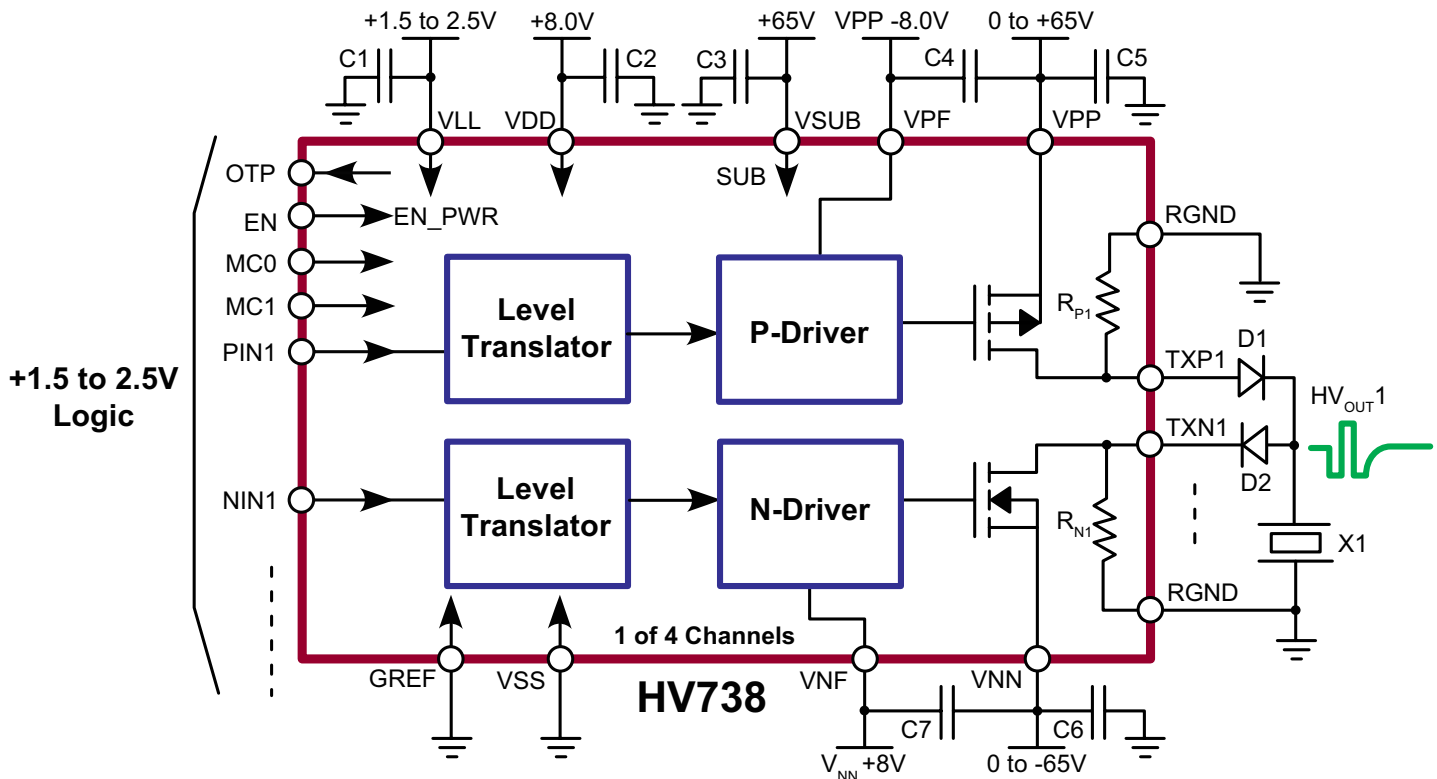 +1.5 to 2.5V
+8.0V
+65V
VPP -8.0V
0 to +65V
C1
C2
C3
C4
C5
VLL
VDD
VSUB
VPF
VPP
OTP
SUB
EN
EN_PWR
RGND
MC0
MC1
PIN1
Level
Translator
P-Driver
RP1
D1
TXP1
+1.5 to 2.5V
Logic
HVOUT1
TXN1
D2
NIN1
Level
Translator
N-Driver
RN1
X1
RGND
1 of 4 Channels
GREF
VSS
HV738
VNF
VNN
C7
C6
VNN +8V
0 to -65V